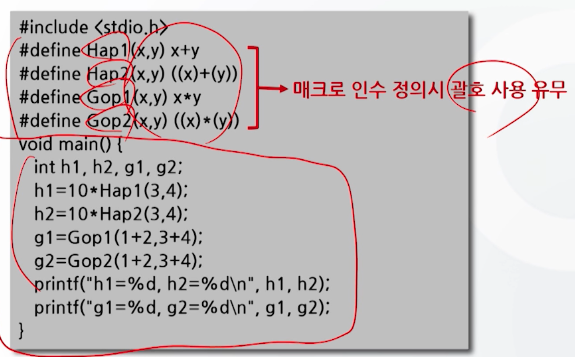 #include <stdio.h>
#define Hap1(x,y) x+y
#define Hap2(x,y) ((x)+(y))
#define Gop1(x,y) x*y
#define Gop2(x,y) ((x)*(y))
매크로 인수 정의시 괄호 사용 유무
void main() {
int h1, h2, g1, g2;
h1=10*Hap1(3,4);
h2=10*Hap2(3,4);
g1=Gop1(1+2,3+4);
g2=Gop2(1+2,3+4);
printf("h1=%d, h2=%d\n", h1, h2);
printf("g1=%d, g2=%d\n", g1, g2);
}